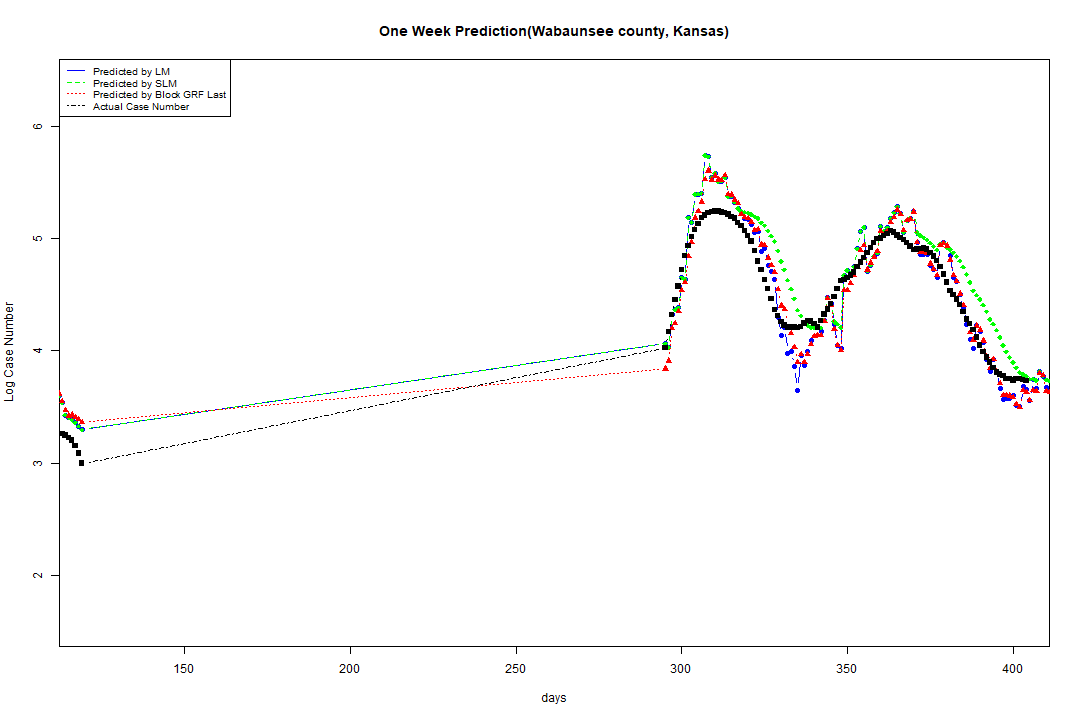 One Week Prediction(Wabaunsee county, Kansas)
Predicted by LM
Predicted by SLM
Predicted by Block GRF Last
Actual Case Number
6
5
4
3
2
Log Case Number
150
200
250
300
350
400
days